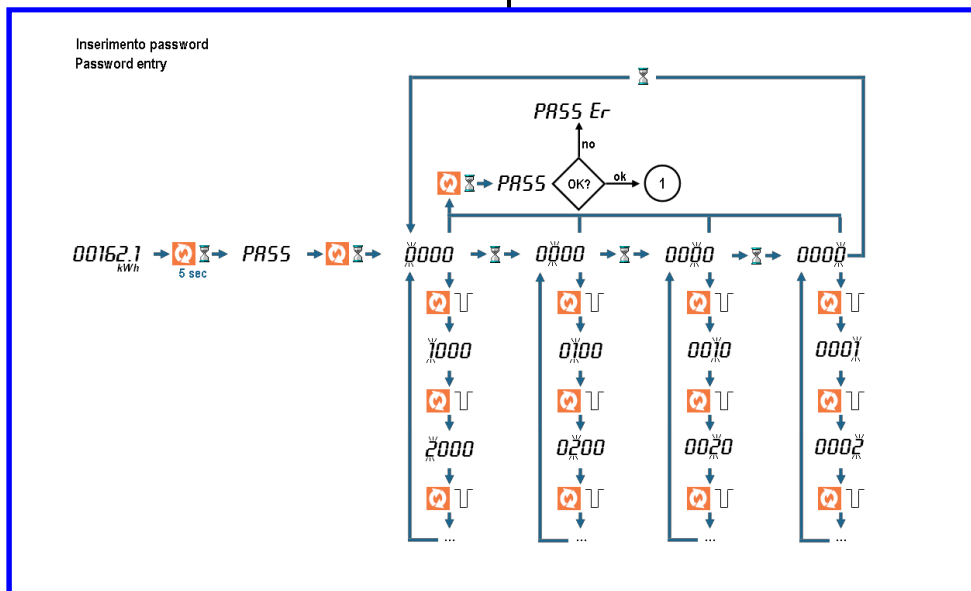 Inserimento password
Password entry
PASS Er
no
PASS OK? ok 1
00162.1 PASS 0000 0000 0000 0000
kWh
5 sec
1000 0100 0010 0001
2000 0200 0020 0002
... ... ... ...